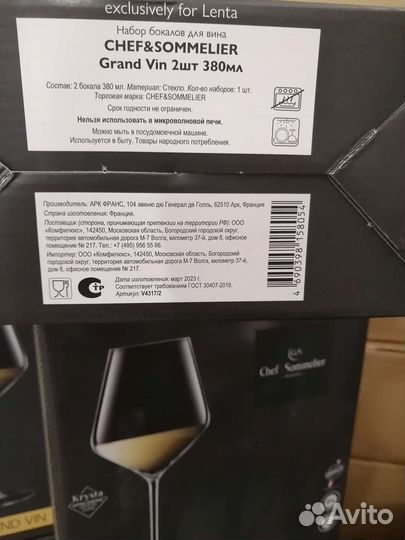 exclusively for Lenta
Набор бокалов для вина
CHEF&SOMMELIER
Grand Vin 2шт 380мл
Состав: 2 бокала 380 мл. Материал: Стекло. Кол-во наборов: 1 шт.
Торговая марка: CHEF&SOMMELIER
Срок годности не ограничен.
Нельзя использовать в микроволновой печи.
Можно мыть в посудомоечной машине.
Используется в быту. Товары народного потребления.
Производитель: АРК ФРАНС, 104 авеню дю Генерал де Голль, 62510 Арк, Франция
Страна изготовления: Франция.
Поставщик (сторона, принимающая претензии на территории РФ): ООО
«Комфилюкс», 142450, Московская область, Богородский городской округ,
территория автомобильная дорога М-7 Волга, километр 37-й, дом 8, офисное
помещение № 217. Тел.: +7 (495) 956 55 66.
Импортер: ООО «Комфилюкс», 142450, Московская область, Богородский
городской округ, территория автомобильная дорога М-7 Волга, километр 37-й,
дом 8, офисное помещение № 217.
Дата изготовления: март 2023 г.
Соответствует требованиям ГОСТ 30407-2019.
Артикул: V4317/2
4 690398 158054
Chef Sommelier
Krysta
ND VIN
Avito